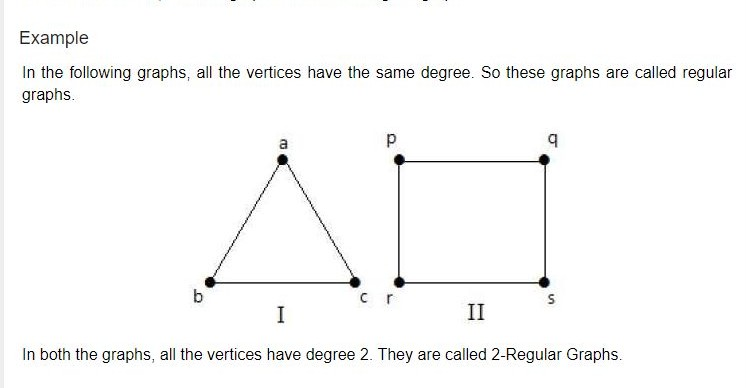 Example
In the following graphs, all the vertices have the same degree. So these graphs are called regular
graphs.
a
p
q
b
c
r
s
I
II
In both the graphs, all the vertices have degree 2. They are called 2-Regular Graphs.